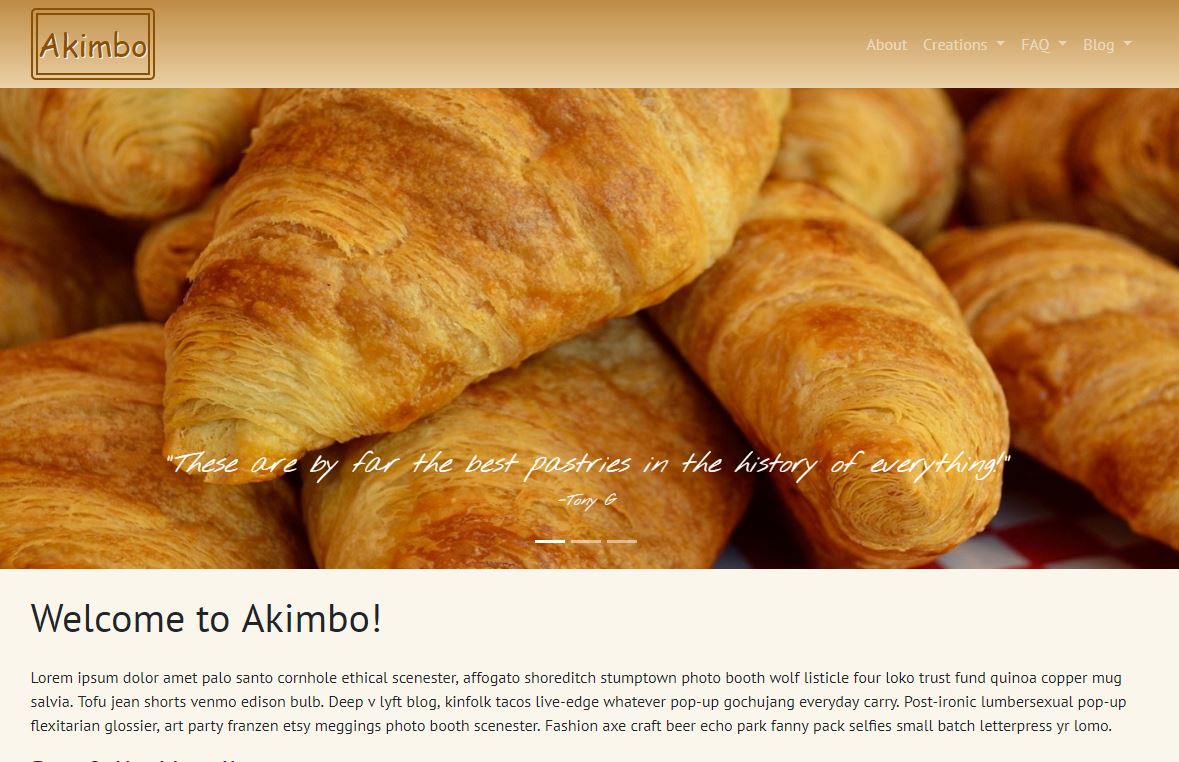 Akimbo
About Creations FAQ Blog
"These are by far the best pastries in the history of everything!"
-Tony G
Welcome to Akimbo!
Lorem ipsum dolor amet palo santo cornhole ethical scenester, affogato shoreditch stumptown photo booth wolf listicle four loko trust fund quinoa copper mug
salvia. Tofu jean shorts venmo edison bulb. Deep v lyft blog, kinfolk tacos live-edge whatever pop-up gochujang everyday carry. Post-ironic lumbersexual pop-up
flexitarian glossier, art party franzen etsy meggings photo booth scenester. Fashion axe craft beer echo park fanny pack selfies small batch letterpress yr lomo.